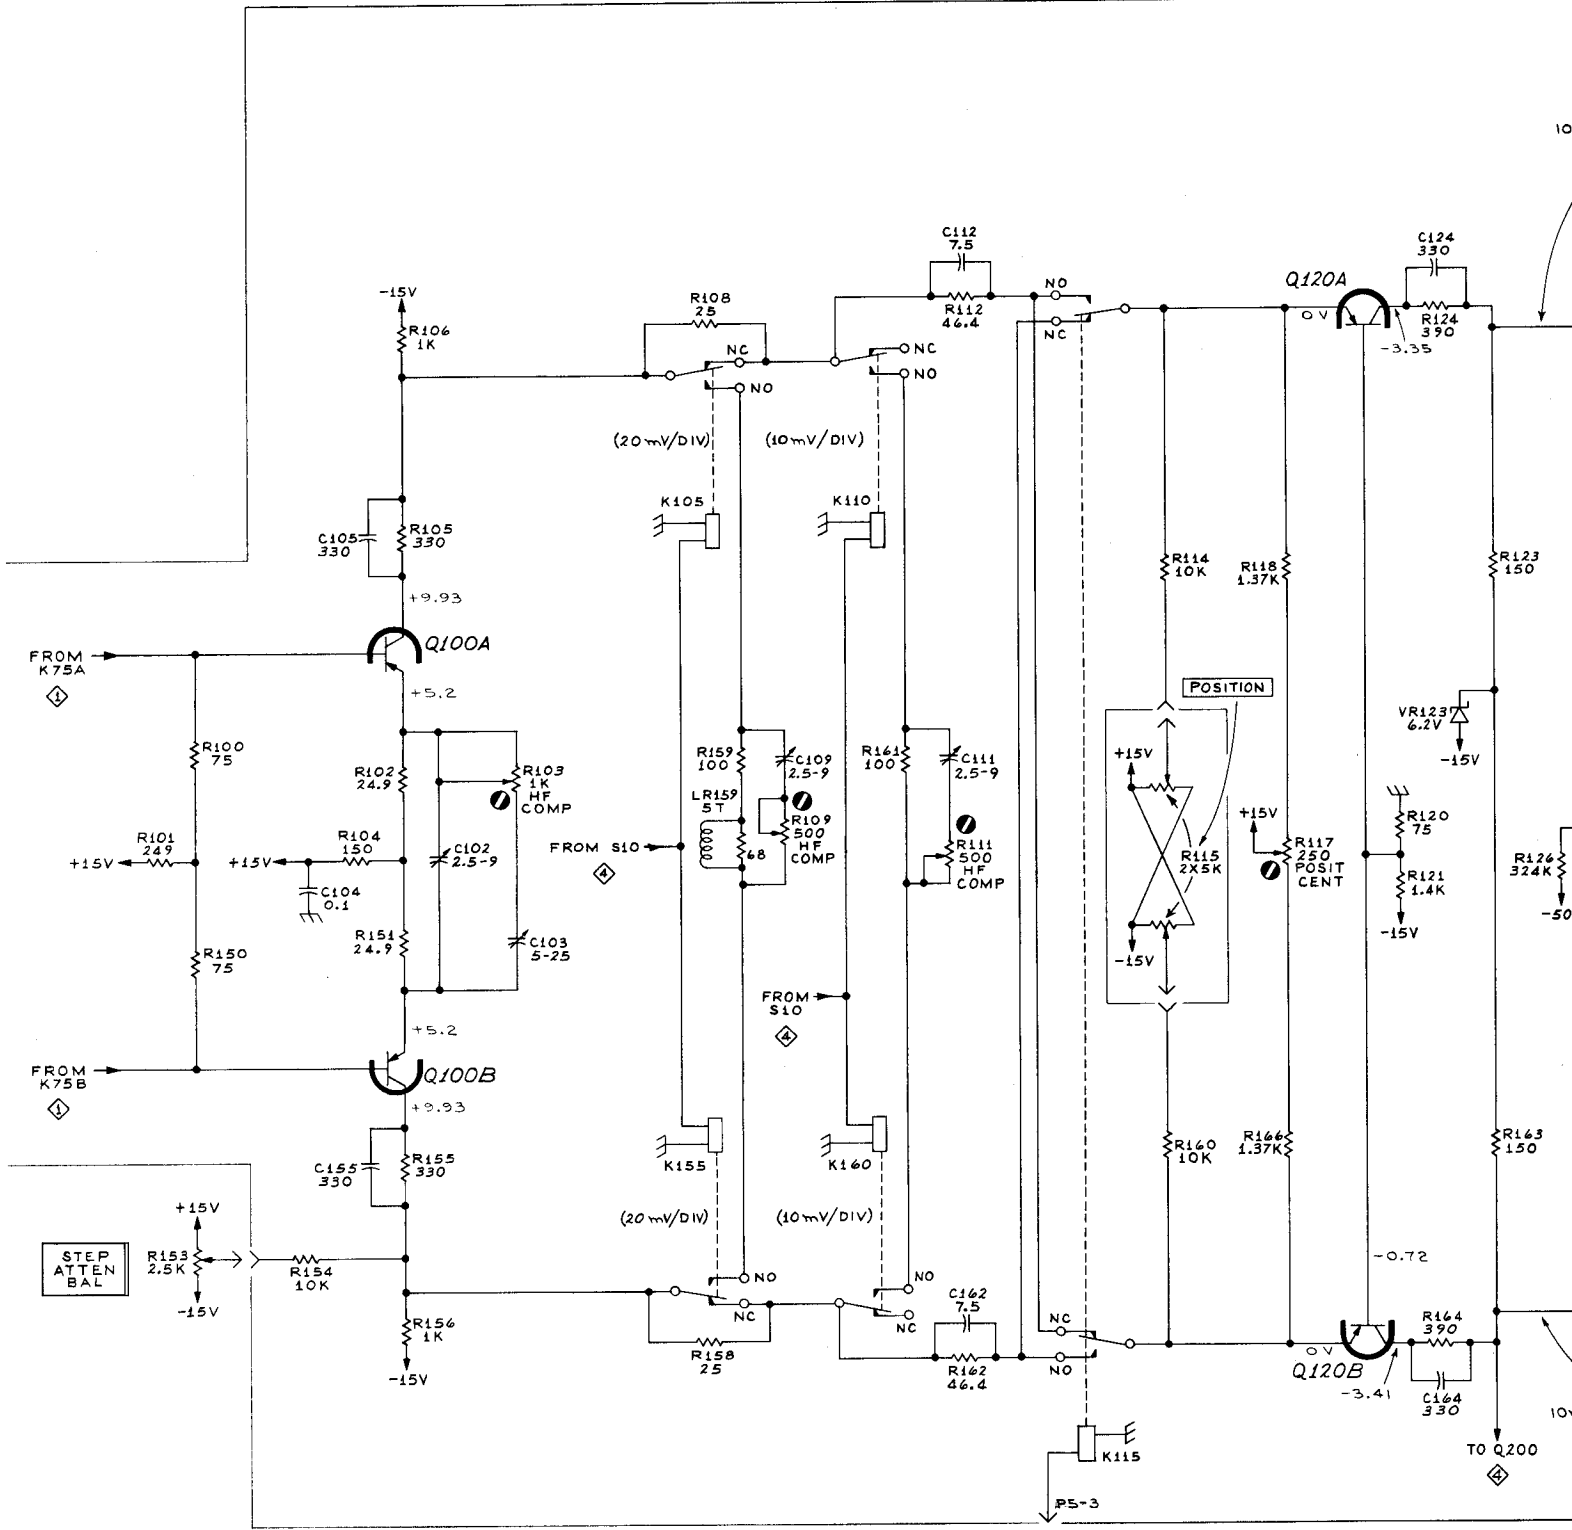 10
C112
7.5
C124
330
Q120A
-15V
R106
1K
R108
25
NO
NC
R112
46.4
0V
R124
390
-3.35
NC
NO
NC
NO
(20mV/DIV)
(10mV/DIV)
K105
K110
C105
330
R105
330
+9.93
R114
10K
R118
1.37K
R123
150
FROM
K75A
1
Q100A
+5.2
POSITION
VR123
6.2V
-15V
R100
75
R102
24.9
R103
1K
HF
COMP
R159
100
C109
2.5-9
R161
100
C111
2.5-9
+15V
LR159
5T
R109
500
HF
COMP
68
R101
249
+15V
R104
150
+15V
C102
2.5-9
C104
0.1
FROM S10
4
R111
500
HF
COMP
R115
2X5K
+15V
R117
250
POSIT
CENT
R120
75
R121
1.4K
-15V
R126
324K
-50
R151
24.9
C103
5-25
R150
75
-15V
FROM
S10
4
+5.2
FROM
K75B
1
Q100B
+9.93
C155
330
R155
330
K155
K160
R160
10K
R166
1.37K
R163
150
(20mV/DIV)
(10mV/DIV)
+15V
STEP
ATTEN
BAL
R153
2.5K
-15V
R154
10K
-0.72
NO
NC
NO
NC
C162
7.5
NC
NO
R156
1K
-15V
R158
25
R162
46.4
0V
Q120B
R164
390
-3.41
C164
330
10v
TO Q200
4
K115
P5-3